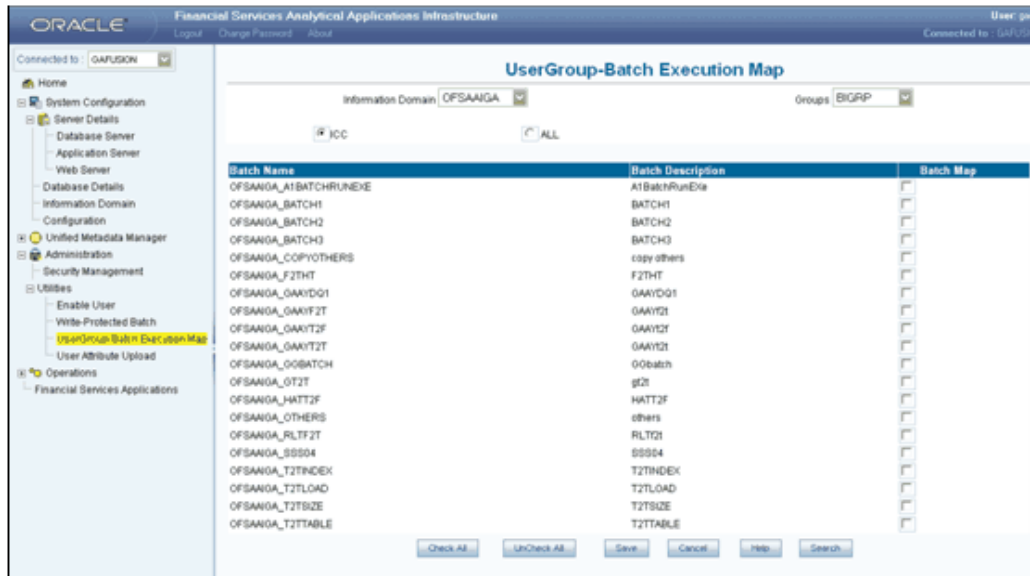 ORACLE
Financial Services Analytical Applications Infrastructure
User:
Logout Change Password About
Connected to :
Connected to : GAFUSION
Home
System Configuration
Server Details
Database Server
Application Server
Web Server
Database Details
Information Domain
Configuration
Unified Metadata Manager
Administration
Security Management
Utilities
Enable User
Write-Protected Batch
UserGroup-Batch Execution Map
User Attribute Upload
Operations
Financial Services Applications
UserGroup-Batch Execution Map
Information Domain OFSAAIGA Groups BIGRP
ICC ALL
Batch Name Batch Description Batch Map
OFSAAIGA_A1BATCHRUNEXE A1BatchRunEXe
OFSAAIGA_BATCH1 BATCH1
OFSAAIGA_BATCH2 BATCH2
OFSAAIGA_BATCH3 BATCH3
OFSAAIGA_COPYOTHERS copy others
OFSAAIGA_F2THT F2THT
OFSAAIGA_GAAYDQ1 GAAYDQ1
OFSAAIGA_GAAYF2T GAAYf2t
OFSAAIGA_GAAYT2F GAAYt2f
OFSAAIGA_GAAYT2T GAAYt2t
OFSAAIGA_GGBATCH GGbatch
OFSAAIGA_GT2T gt2t
OFSAAIGA_HATT2F HATT2F
OFSAAIGA_OTHERS others
OFSAAIGA_RLTF2T RLTf2t
OFSAAIGA_SSS04 SSS04
OFSAAIGA_T2TINDEX T2TINDEX
OFSAAIGA_T2TLOAD T2TLOAD
OFSAAIGA_T2TSIZE T2TSIZE
OFSAAIGA_T2TTABLE T2TTABLE
Check All UnCheck All Save Cancel Help Search